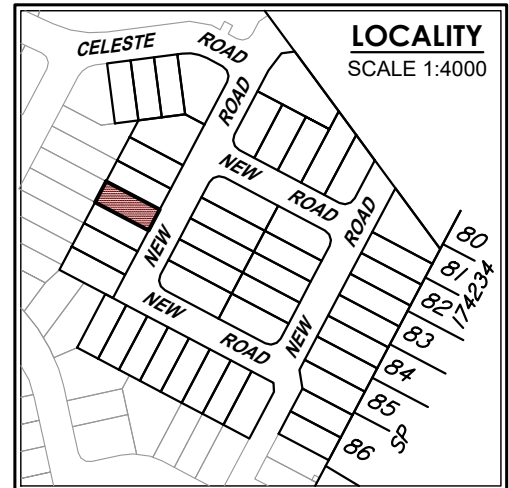 LOCALITY
SCALE 1:4000
CELESTE ROAD
ROAD
NEW ROAD
ROAD
NEW
NEW ROAD
NEW
80
81
82
83
84
85
86
SP 174234